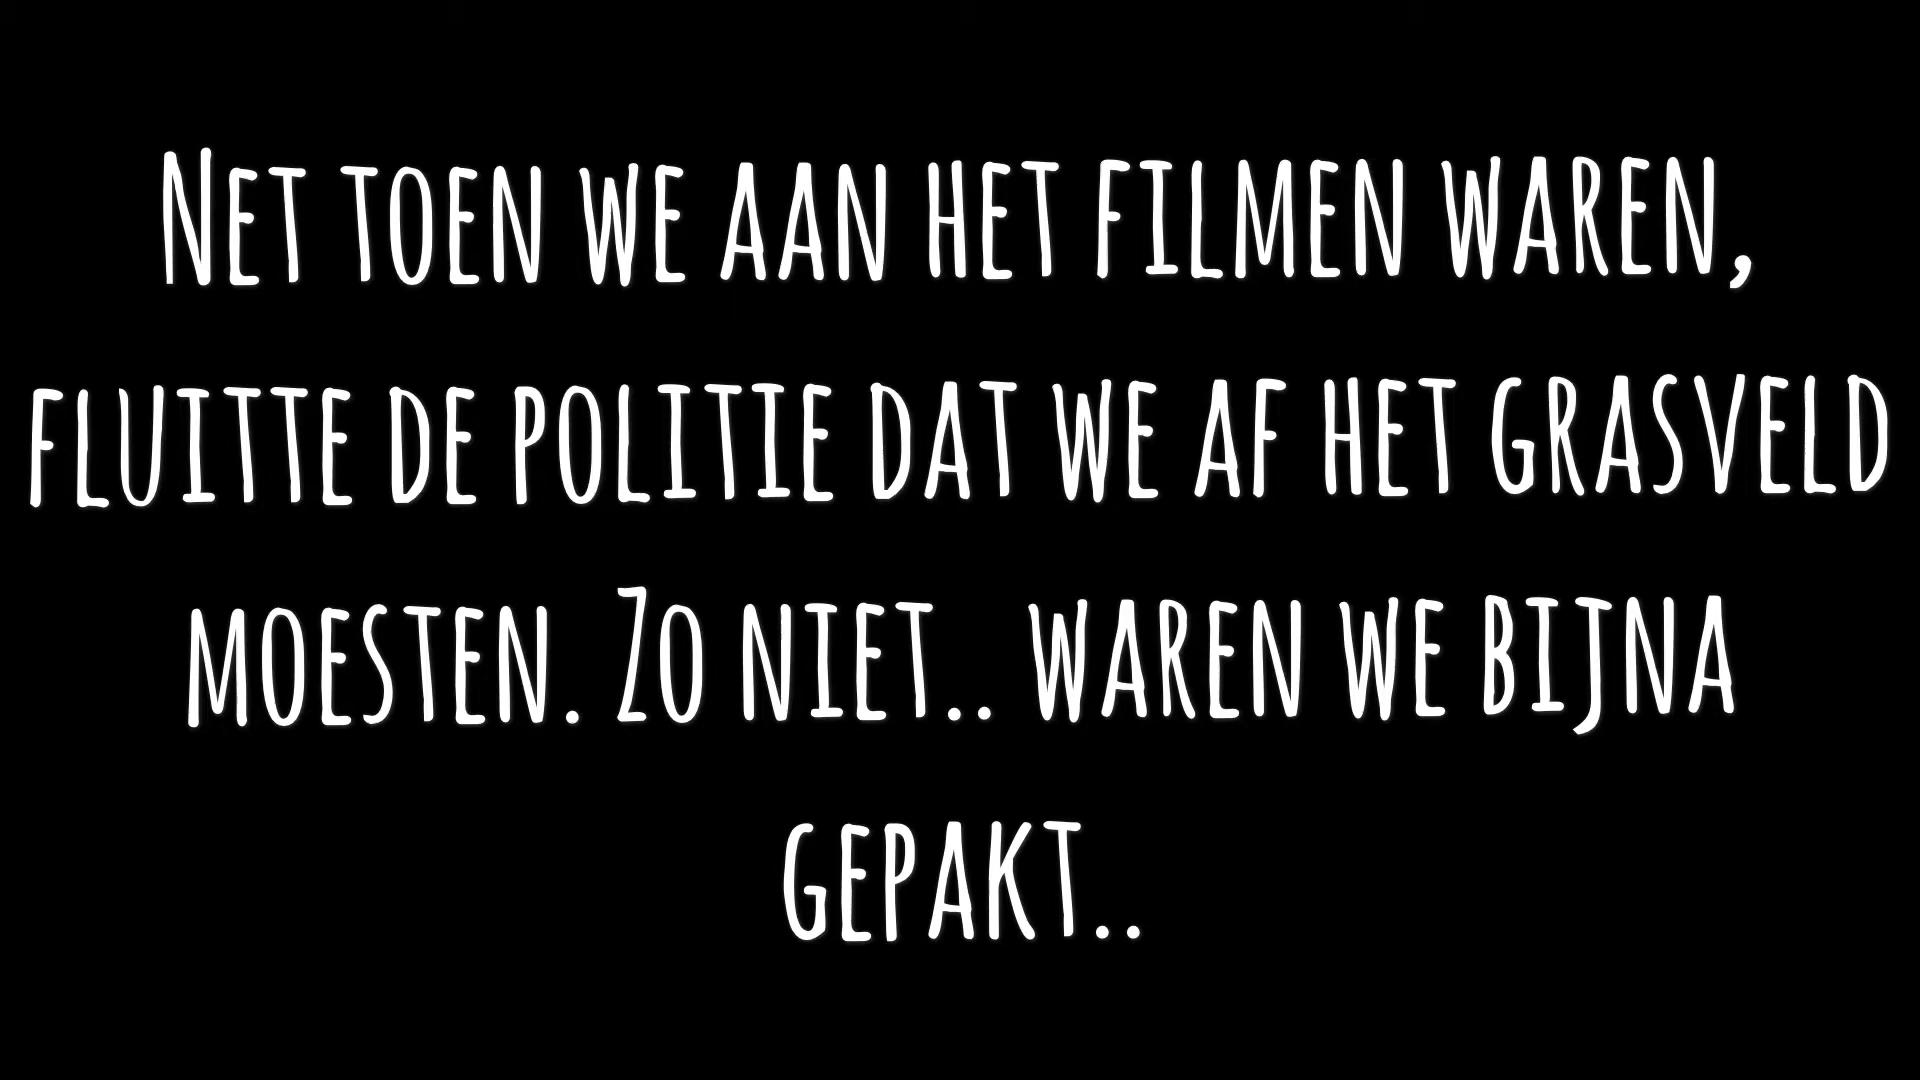 Net toen we aan het filmen waren,
fluitte de politie dat we af het grasveld
moesten. Zo niet.. waren we bijna
gepakt..